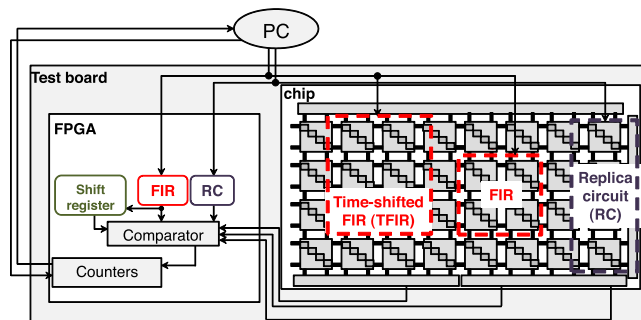 PC
Test board
chip
FPGA
Shift
register
FIR
RC
Time-shifted
FIR (TFIR)
FIR
Replica
circuit
(RC)
Comparator
Counters